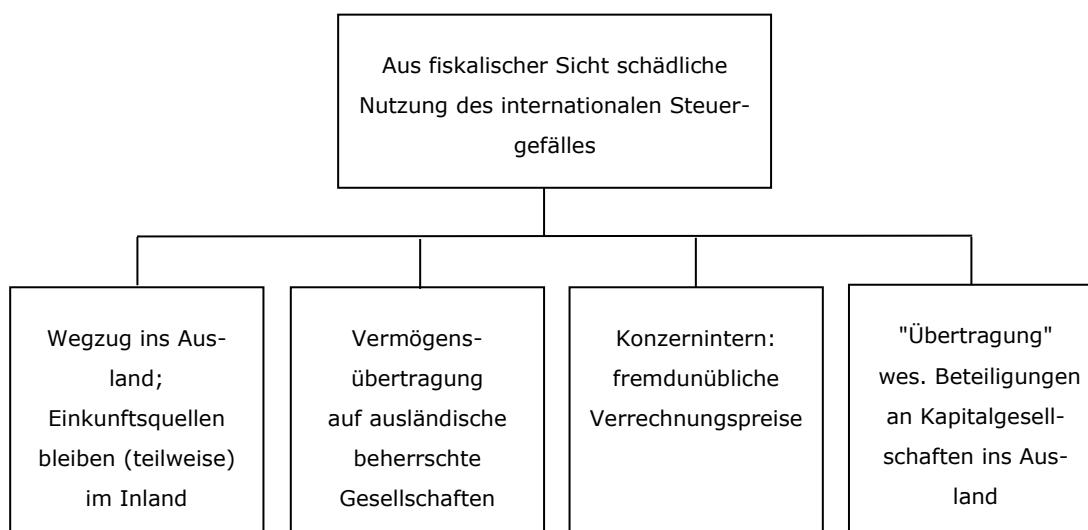 Aus fiskalischer Sicht schädliche
Nutzung des internationalen Steuer-
gefälles
Wegzug ins Aus-
land;
Einkunftsquellen
bleiben (teilweise)
im Inland
Vermögens-
übertragung
auf ausländische
beherrschte
Gesellschaften
Konzernintern:
fremdunübliche
Verrechnungspreise
"Übertragung"
wes. Beteiligungen
an Kapitalgesell-
schaften ins Aus-
land